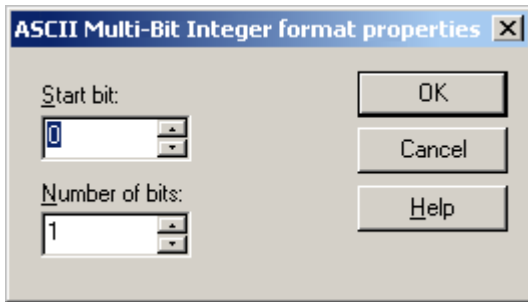 ASCII Multi-Bit Integer format properties
Start bit:
0
Number of bits:
1
OK
Cancel
Help